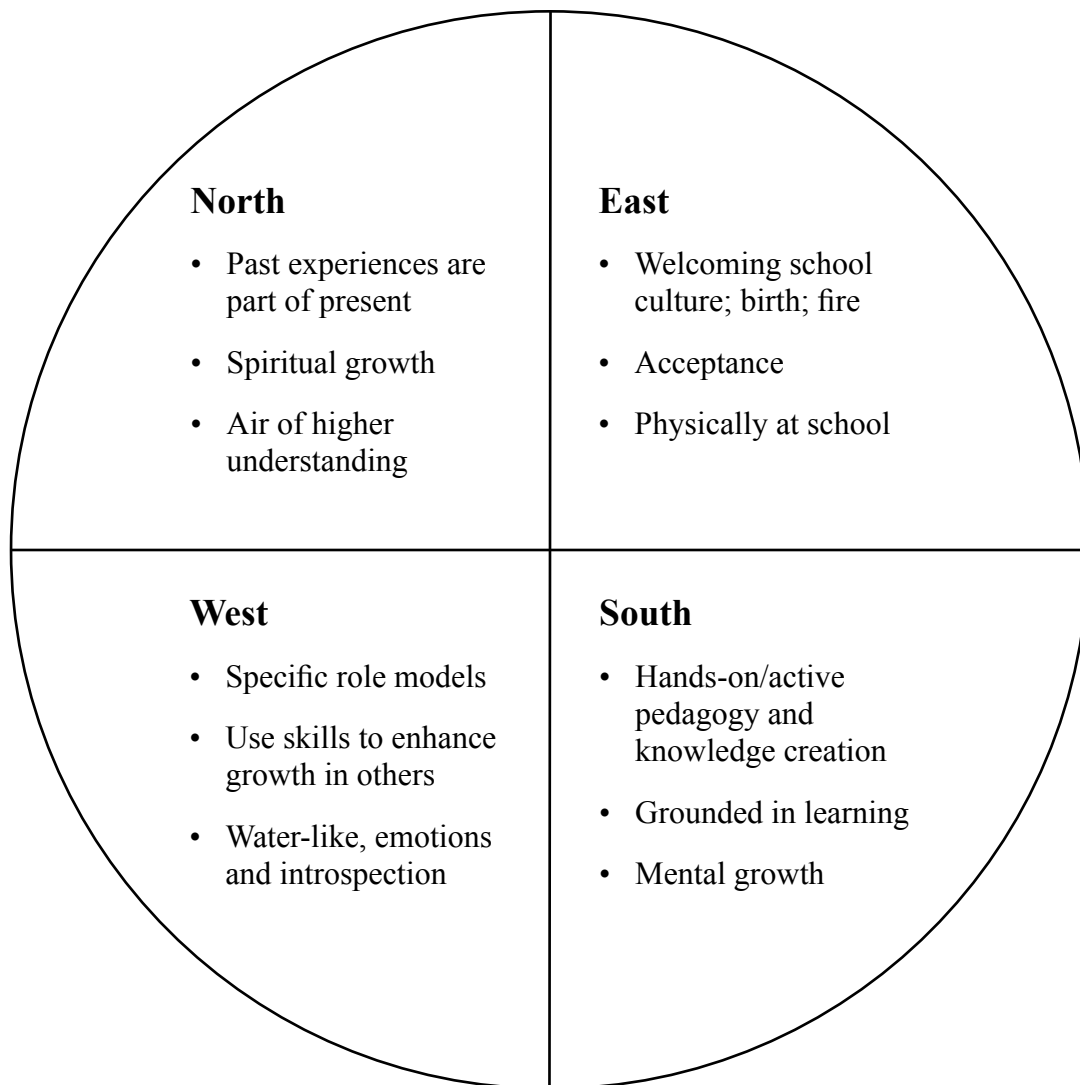 North
• Past experiences are
part of present
• Spiritual growth
• Air of higher
understanding
East
• Welcoming school
culture; birth; fire
• Acceptance
• Physically at school
West
• Specific role models
• Use skills to enhance
growth in others
• Water-like, emotions
and introspection
South
• Hands-on/active
pedagogy and
knowledge creation
• Grounded in learning
• Mental growth